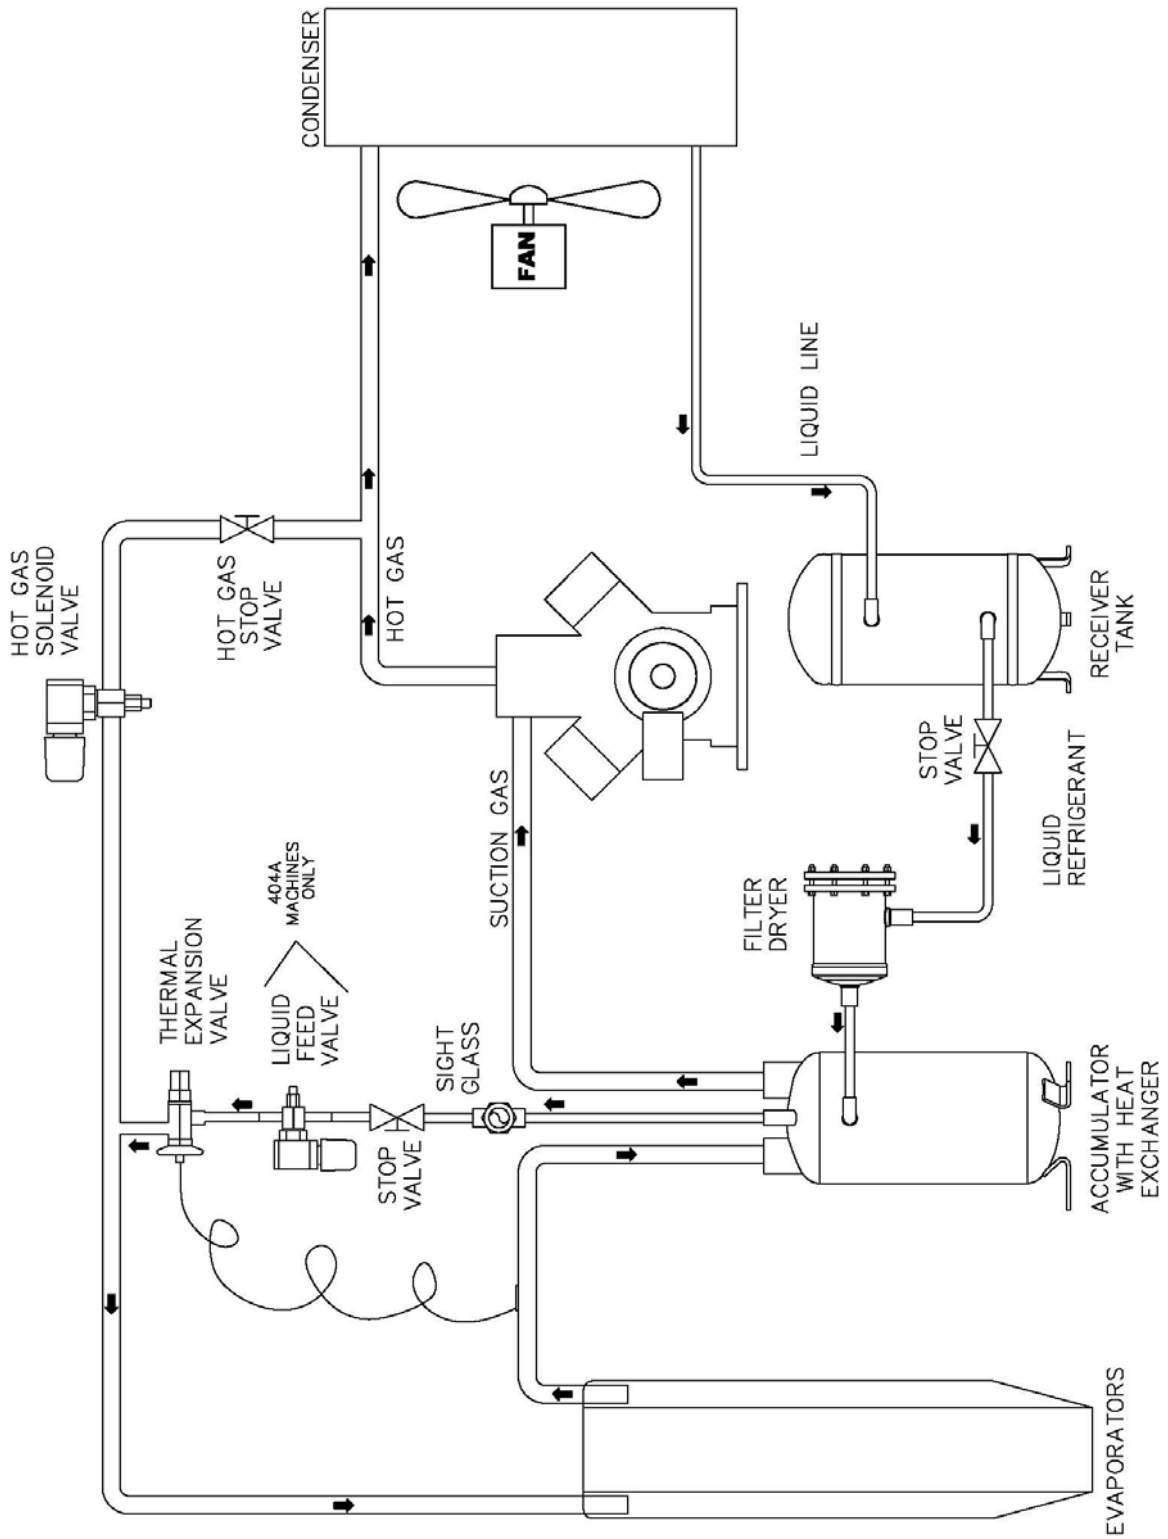 HOT GAS
SOLENOID
VALVE
HOT GAS
STOP
VALVE
HOT GAS
CONDENSER
FAN
LIQUID LINE
THERMAL
EXPANSION
VALVE
LIQUID
FEED
VALVE
404A
MACHINES
ONLY
SUCTION GAS
SIGHT
GLASS
STOP
VALVE
FILTER
DRYER
STOP
VALVE
LIQUID
REFRIGERANT
RECEIVER
TANK
ACCUMULATOR
WITH HEAT
EXCHANGER
EVAPORATORS